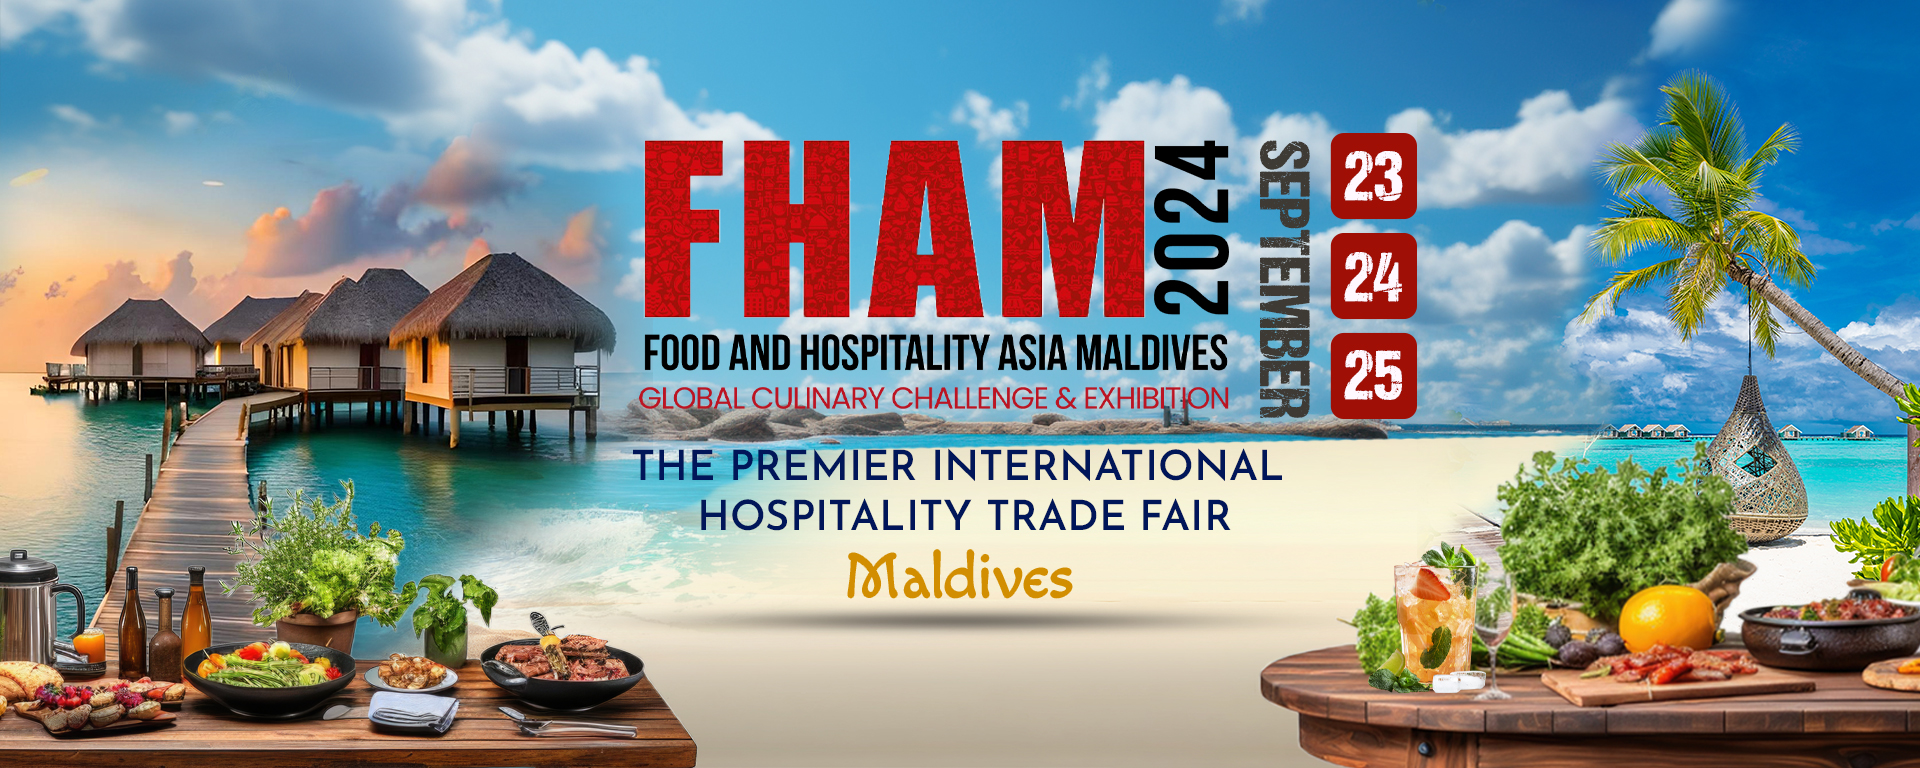 FHAM 2024
FOOD AND HOSPITALITY ASIA MALDIVES
GLOBAL CULINARY CHALLENGE & EXHIBITION
SEPTEMBER
23
24
25
THE PREMIER INTERNATIONAL
HOSPITALITY TRADE FAIR
Maldives